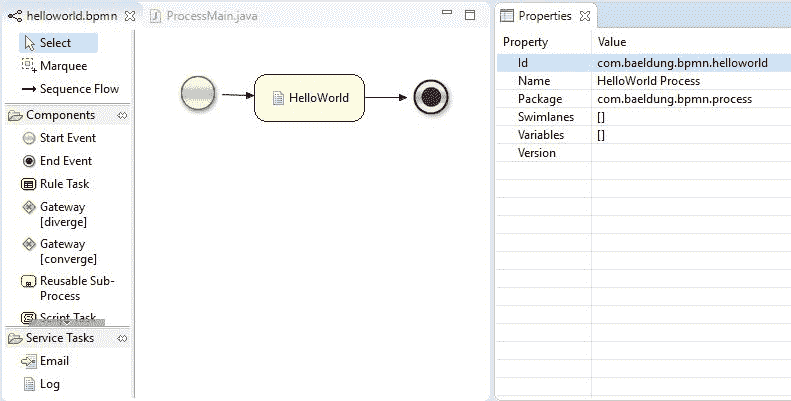 helloworld.bpmn
ProcessMain.java
Select
Marquee
Sequence Flow
Components
Start Event
End Event
Rule Task
Gateway
[diverge]
Gateway
[converge]
Reusable Sub-
Process
Script Task
Service Tasks
Email
Log
HelloWorld
Properties
Property Value
Id com.baeldung.bpmn.helloworld
Name HelloWorld Process
Package com.baeldung.bpmn.process
Swimlanes []
Variables []
Version